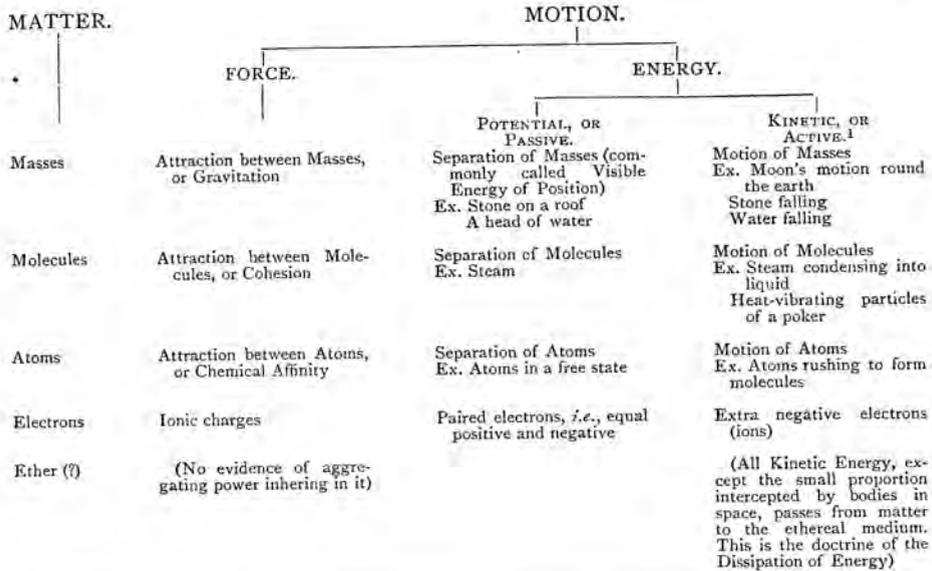 MATTER.
MOTION.
FORCE.
ENERGY.
POTENTIAL, OR
PASSIVE.
KINETIC, OR
ACTIVE.¹
Masses
Attraction between Masses,
or Gravitation
Separation of Masses (com-
monly called Visible
Energy of Position)
Ex. Stone on a roof
A head of water
Motion of Masses
Ex. Moon's motion round
the earth
Stone falling
Water falling
Molecules
Attraction between Mole-
cules, or Cohesion
Separation of Molecules
Ex. Steam
Motion of Molecules
Ex. Steam condensing into
liquid
Heat-vibrating particles
of a poker
Atoms
Attraction between Atoms,
or Chemical Affinity
Separation of Atoms
Ex. Atoms in a free state
Motion of Atoms
Ex. Atoms rushing to form
molecules
Electrons
Ionic charges
Paired electrons, i.e., equal
positive and negative
Extra negative electrons
(ions)
Ether (?)
(No evidence of aggre-
gating power inhering in it)
(All Kinetic Energy, ex-
cept the small proportion
intercepted by bodies in
space, passes from matter
to the ethereal medium.
This is the doctrine of the
Dissipation of Energy)